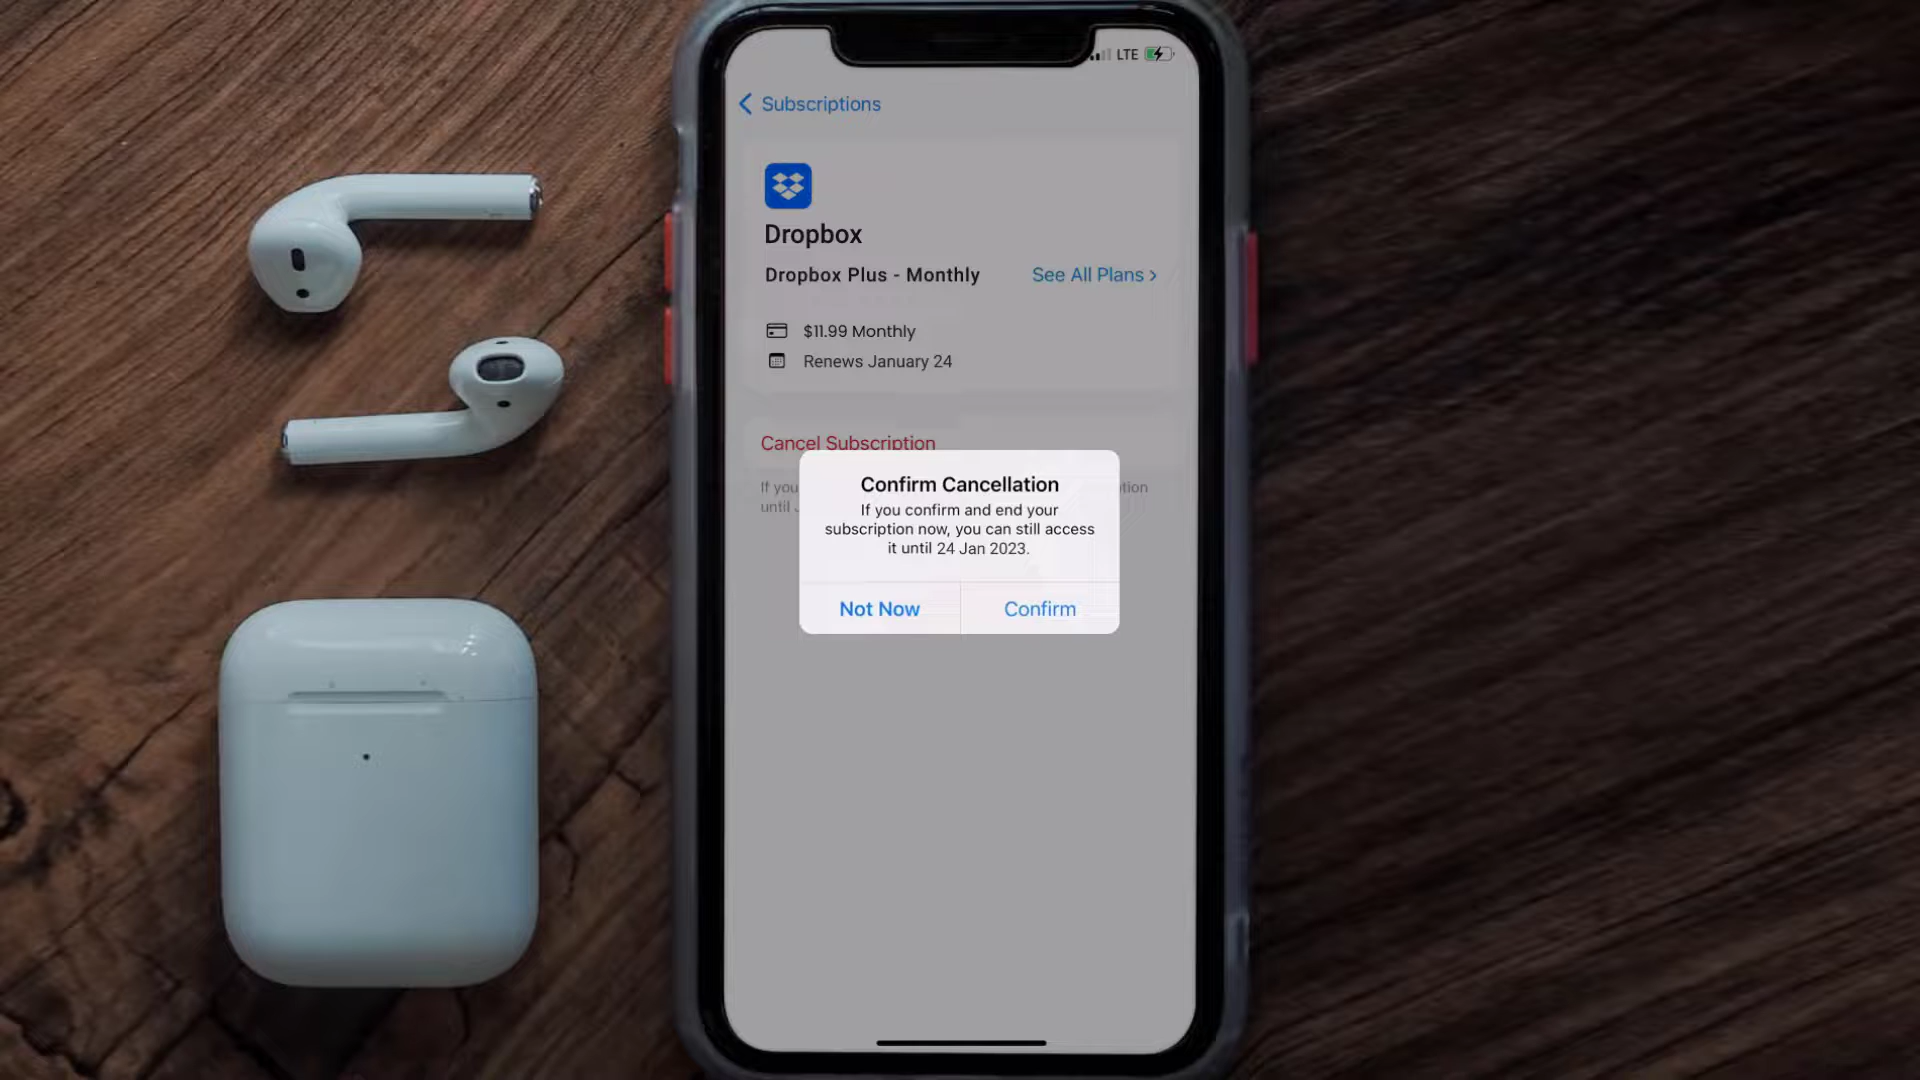 LTE
Subscriptions
Dropbox
Dropbox Plus - Monthly
See All Plans >
$11.99 Monthly
Renews January 24
Cancel Subscription
If you
tion
until
Confirm Cancellation
If you confirm and end your
subscription now, you can still access
it until 24 Jan 2023.
Not Now
Confirm